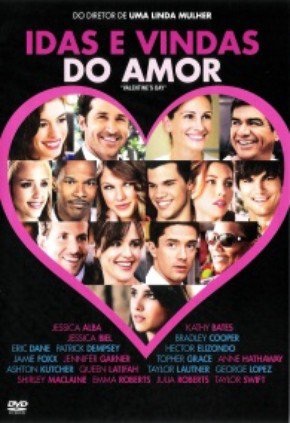 DO DIRETOR DE UMA LINDA MULHER
IDAS E VINDAS
DO AMOR
"VALENTINE'S DAY"
JESSICA ALBA KATHY BATES
JESSICA BIEL BRADLEY COOPER
ERIC DANE PATRICK DEMPSEY HECTOR ELIZONDO
JAMIE FOXX JENNIFER GARNER TOPHER GRACE ANNE HATHAWAY
ASHTON KUTCHER QUEEN LATIFAH TAYLOR LAUTNER GEORGE LOPEZ
SHIRLEY MACLAINE EMMA ROBERTS JULIA ROBERTS TAYLOR SWIFT
DVD